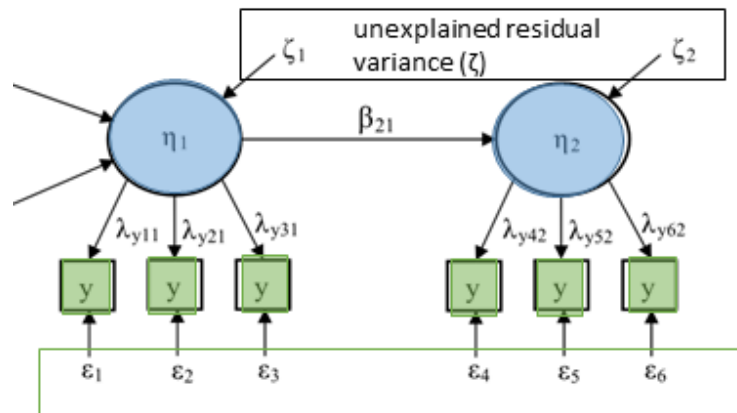 unexplained residual
variance (ζ)
ζ1
ζ2
η1
β21
η2
λy11
λy21
λy31
λy42
λy52
λy62
y
y
y
y
y
y
ε1
ε2
ε3
ε4
ε5
ε6